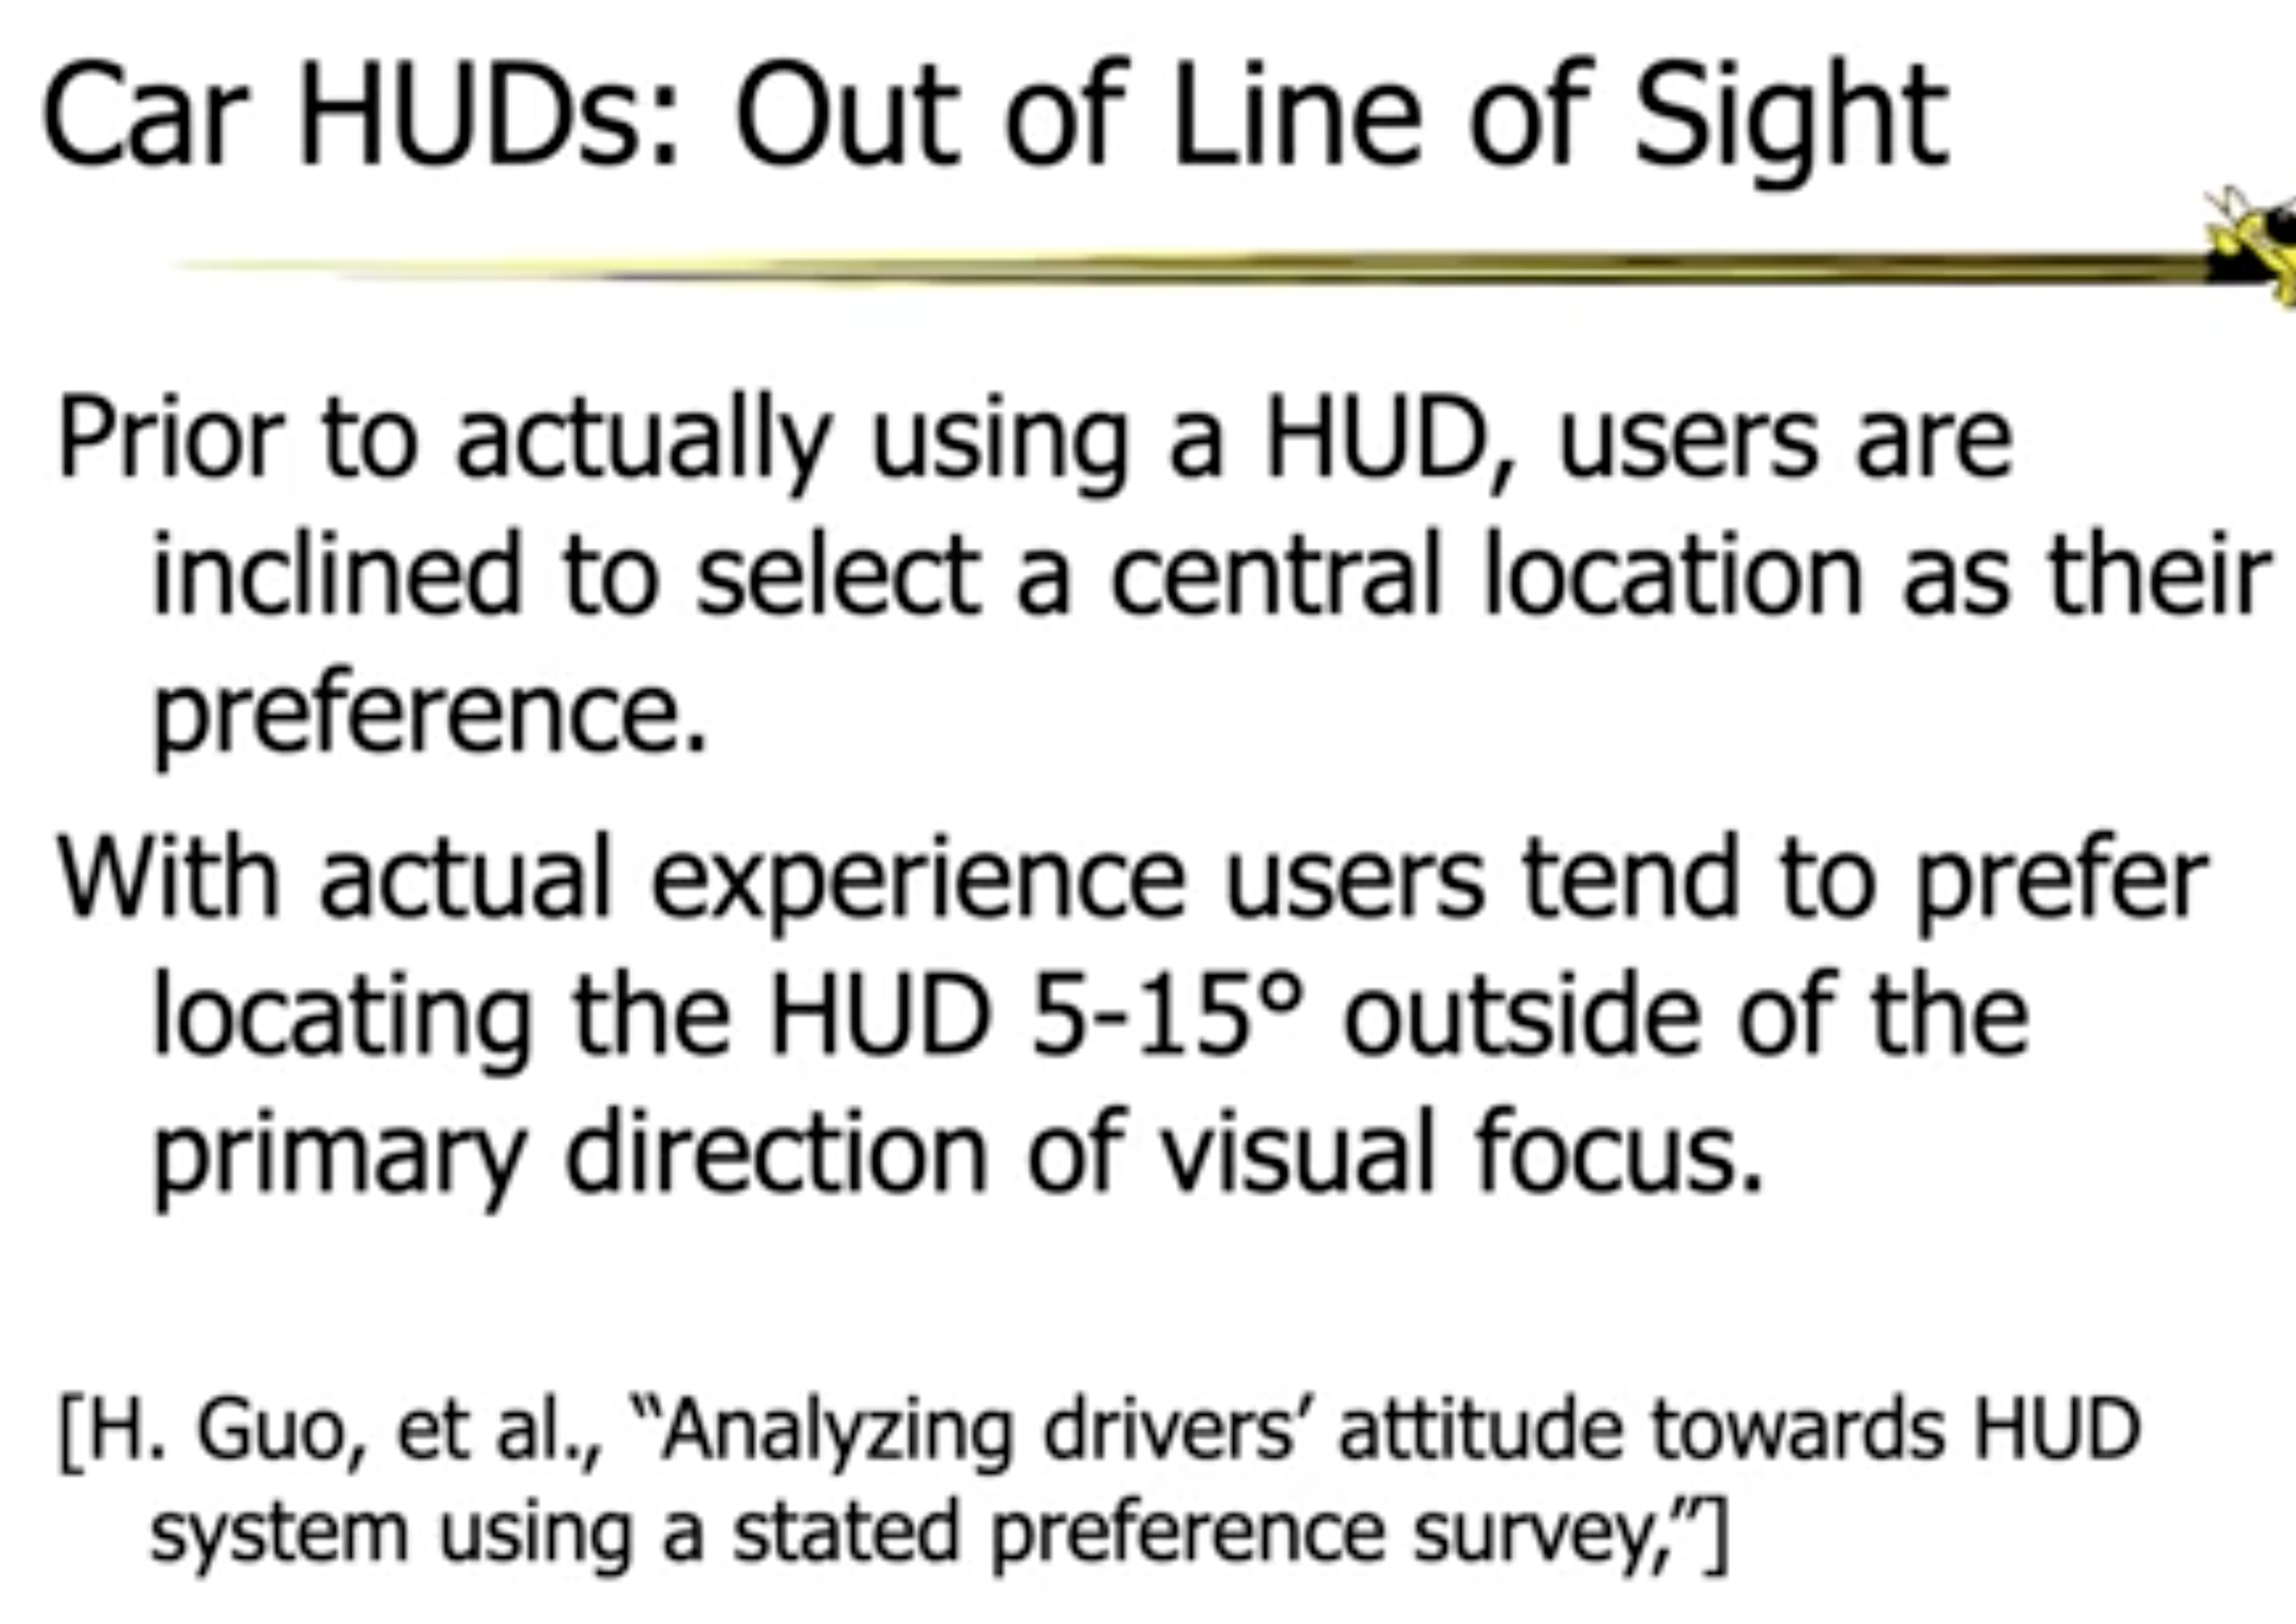 Car HUDs: Out of Line of Sight
Prior to actually using a HUD, users are
inclined to select a central location as their
preference.
With actual experience users tend to prefer
locating the HUD 5-15° outside of the
primary direction of visual focus.
[H. Guo, et al., “Analyzing drivers’ attitude towards HUD
system using a stated preference survey,”]